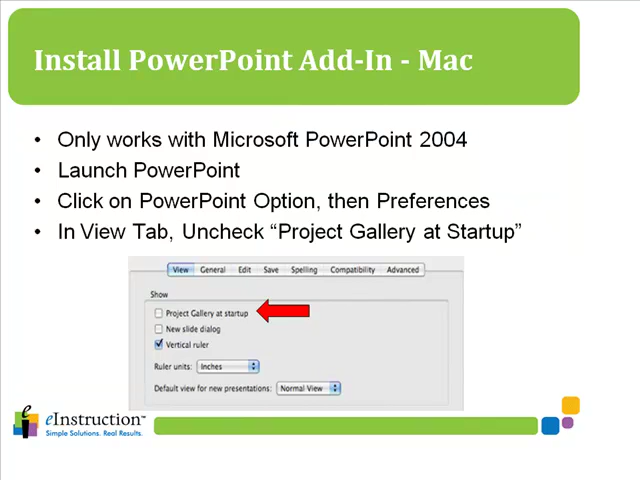 Install PowerPoint Add-In - Mac
• Only works with Microsoft PowerPoint 2004
• Launch PowerPoint
• Click on PowerPoint Option, then Preferences
• In View Tab, Uncheck “Project Gallery at Startup”
View General Edit Save Spelling Compatibility Advanced
Show
Project Gallery at startup
New slide dialog
Vertical ruler
Ruler units: Inches
Default view for new presentations: Normal View
eInstruction™
Simple Solutions. Real Results.